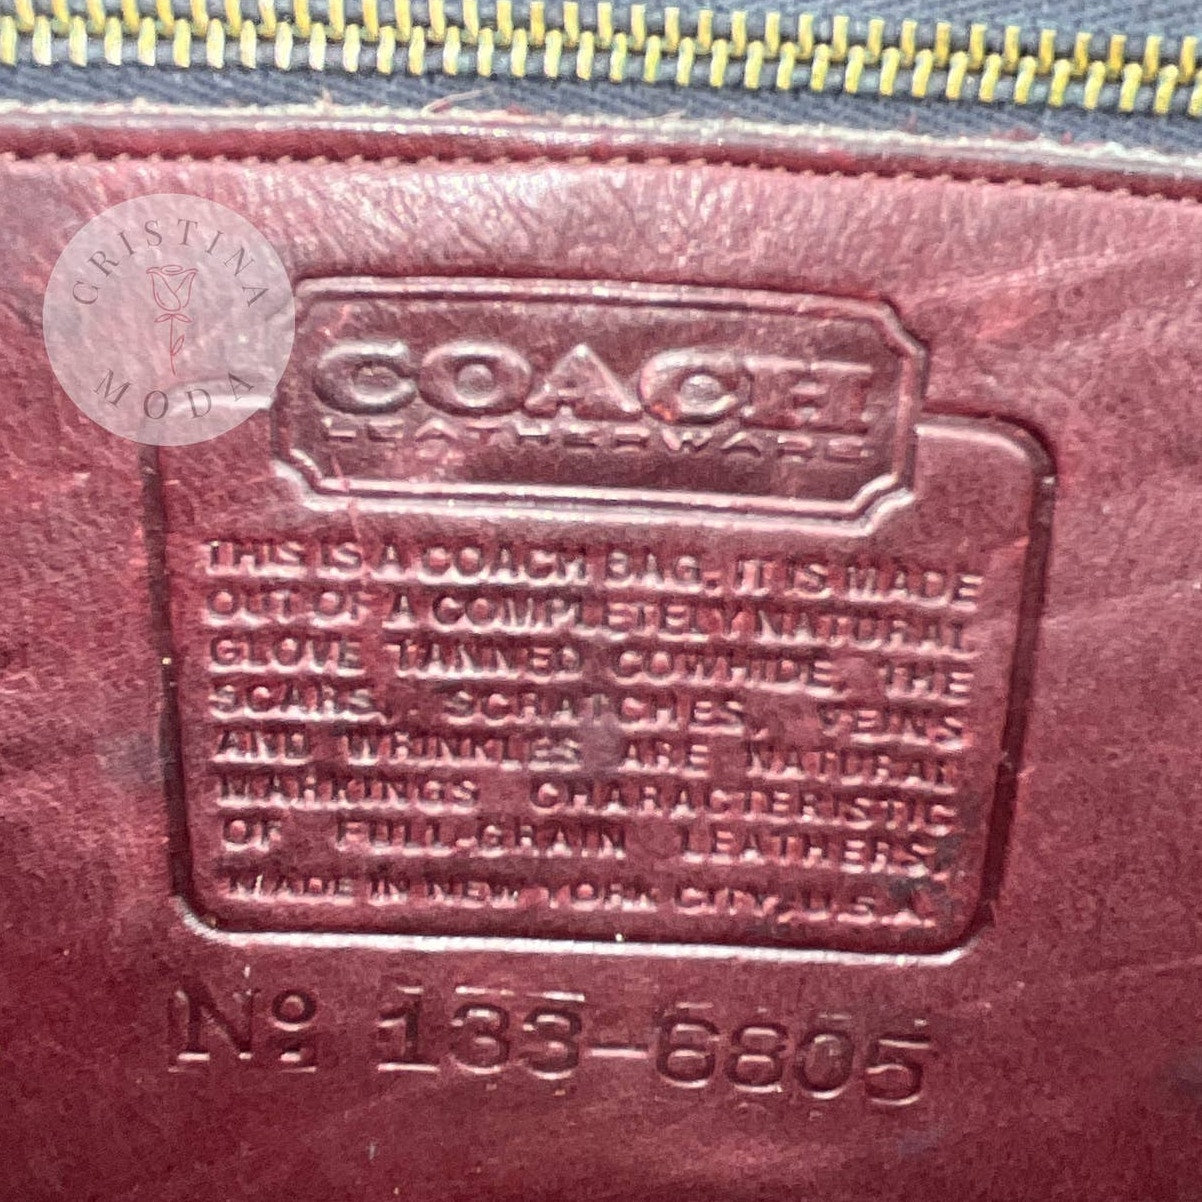 CRISTINA
MODA
COACH
LEATHERWARE
THIS IS A COACH BAG. IT IS MADE
OUT OF A COMPLETELY NATURAL
GLOVE TANNED COWHIDE. THE
SCARS, SCRATCHES, VEINS
AND WRINKLES ARE NATURAL
MARKINGS CHARACTERISTIC
OF FULL-GRAIN LEATHERS.
MADE IN NEW YORK CITY, U.S.A.
Nº 133-6805